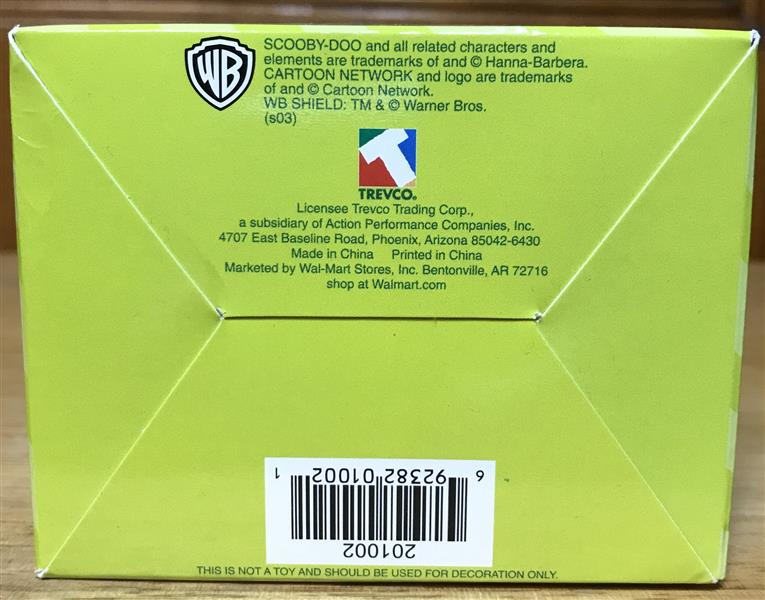 WB
SCOOBY-DOO and all related characters and
elements are trademarks of and © Hanna-Barbera.
CARTOON NETWORK and logo are trademarks
of and © Cartoon Network.
WB SHIELD: TM & © Warner Bros.
(s03)
T
TREVCO®
Licensee Trevco Trading Corp.,
a subsidiary of Action Performance Companies, Inc.
4707 East Baseline Road, Phoenix, Arizona 85042-6430
Made in China Printed in China
Marketed by Wal-Mart Stores, Inc. Bentonville, AR 72716
shop at Walmart.com
6 92382 01002 1
201002
THIS IS NOT A TOY AND SHOULD BE USED FOR DECORATION ONLY.